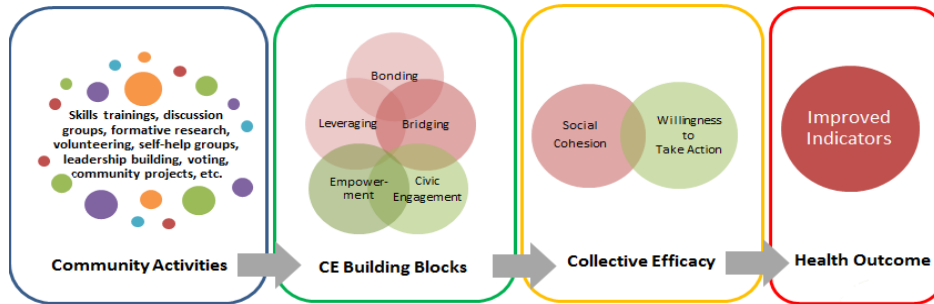 Skills trainings, discussion
groups, formative research,
volunteering, self-help groups,
leadership building, voting,
community projects, etc.
Community Activities
Bonding
Leveraging
Bridging
Empower-
ment
Civic
Engagement
CE Building Blocks
Social
Cohesion
Willingness
to
Take Action
Collective Efficacy
Improved
Indicators
Health Outcome